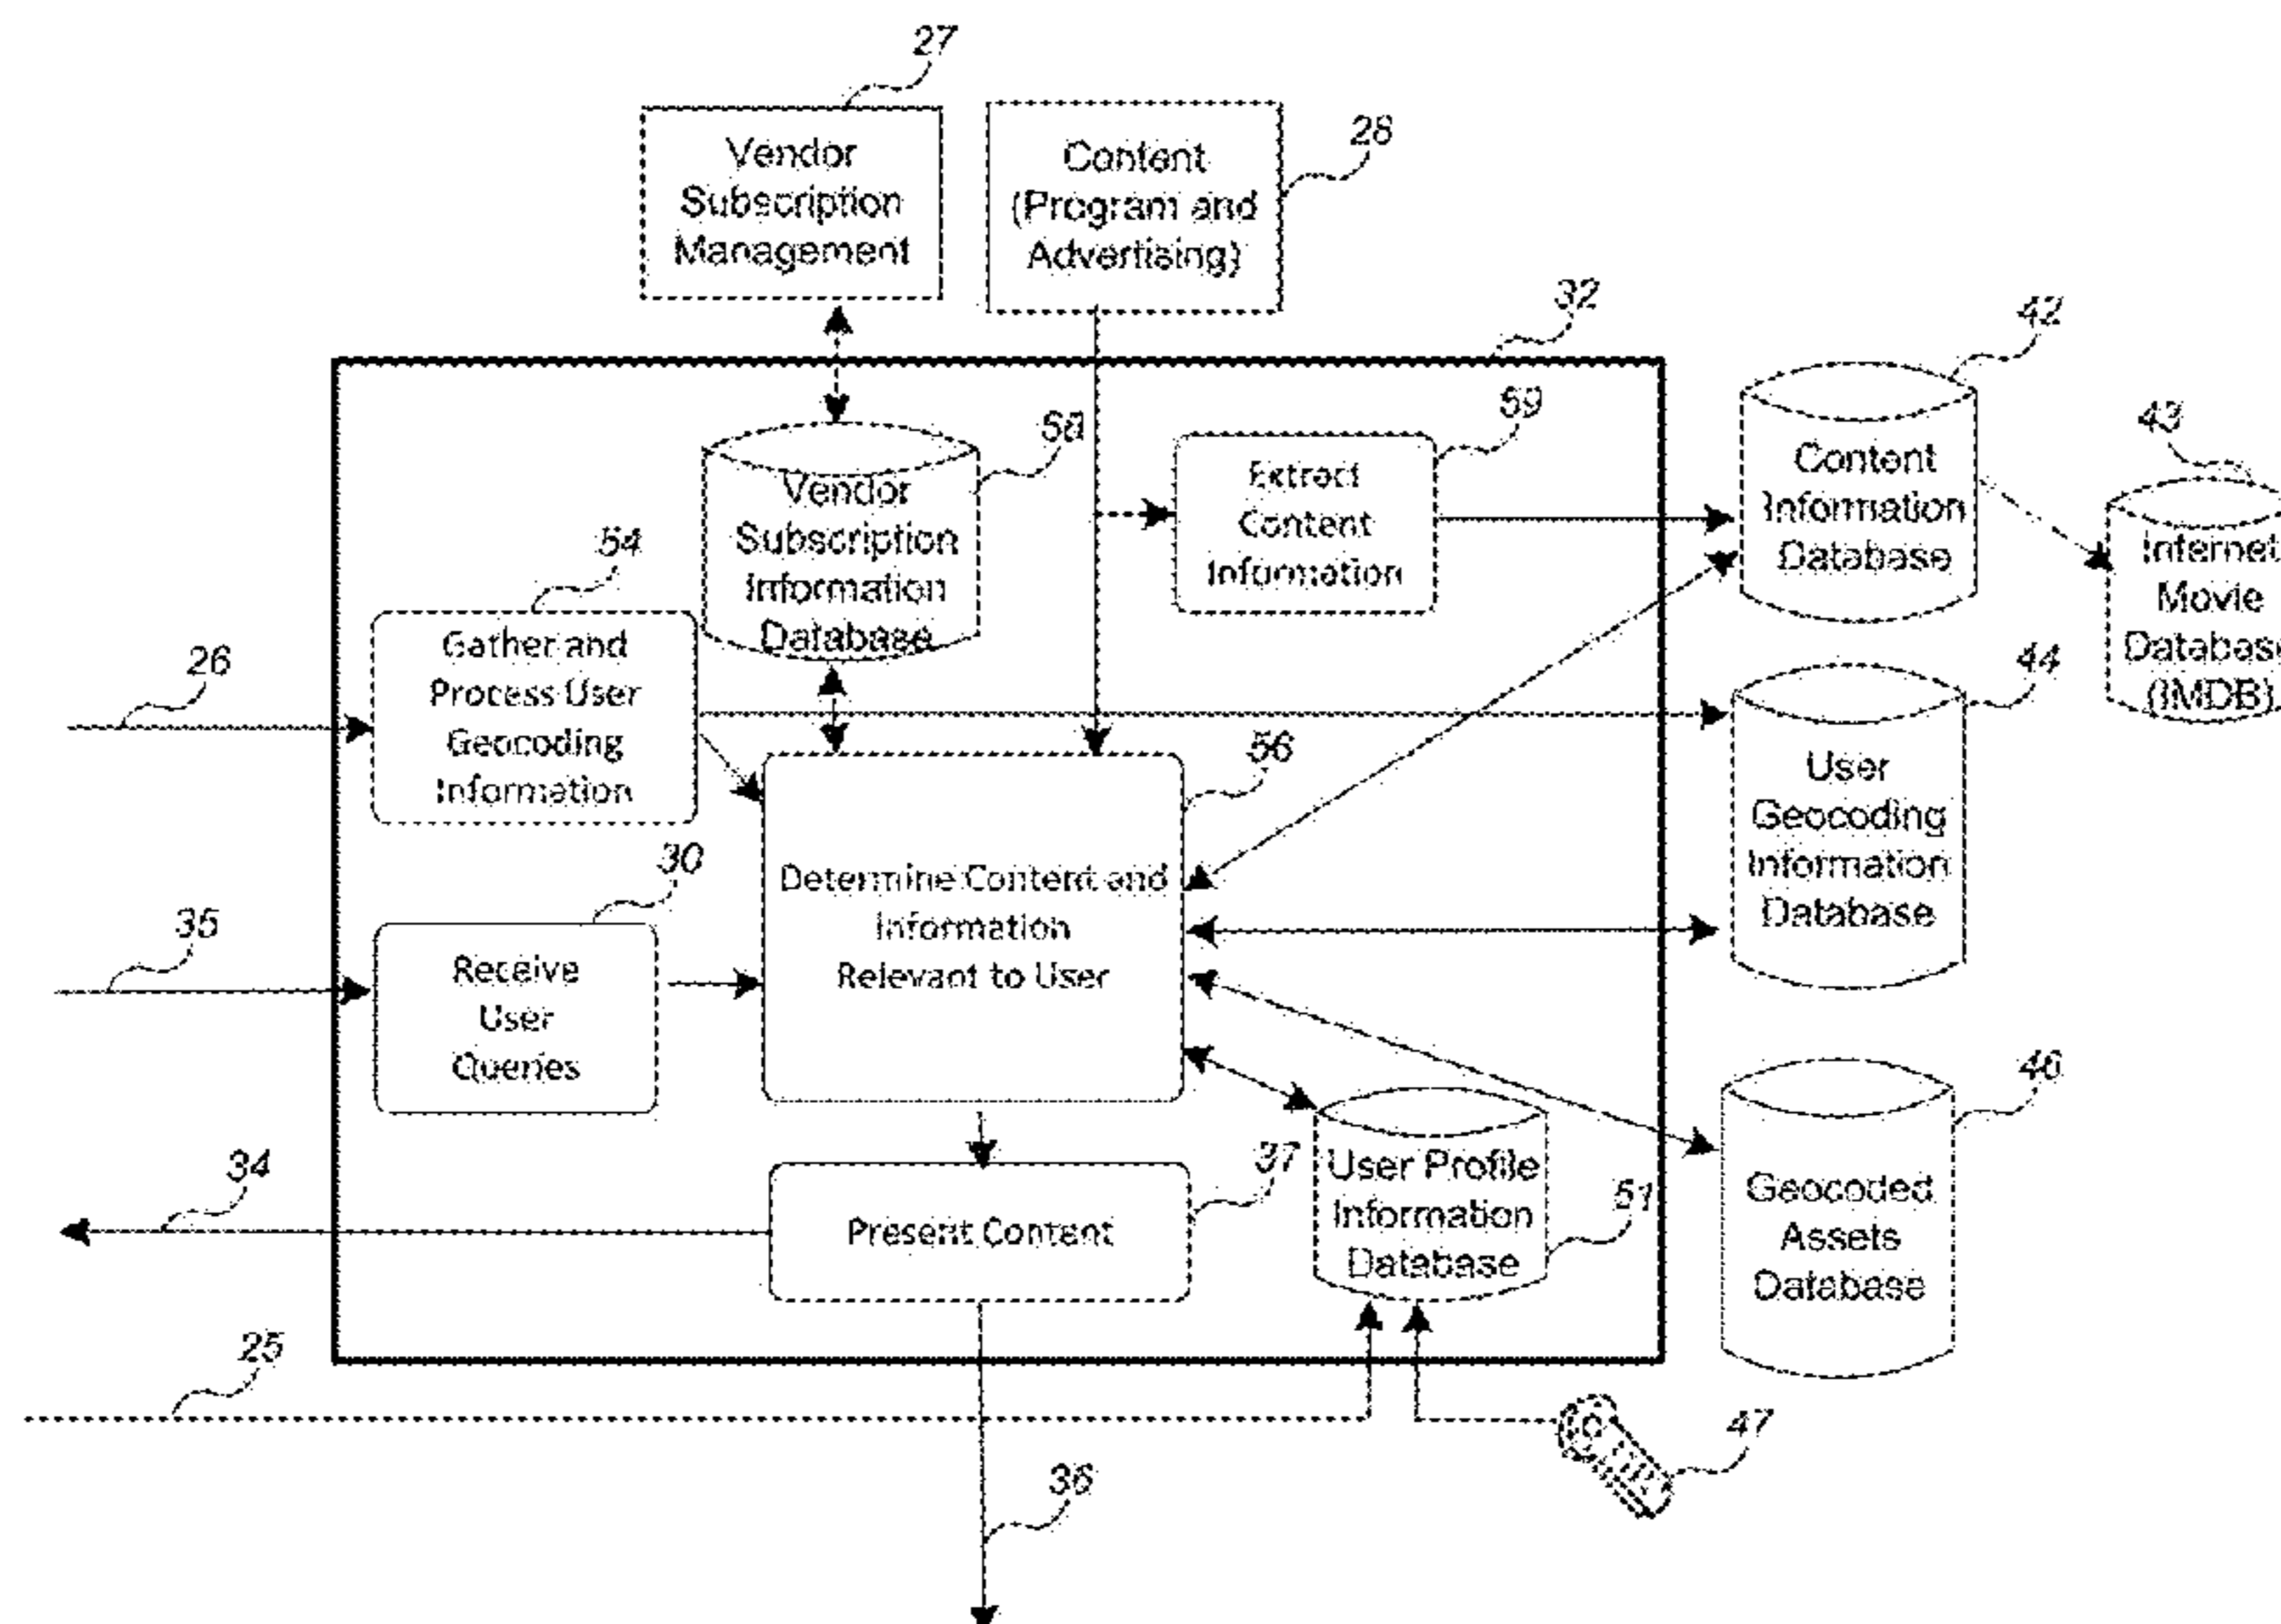 27
Vendor
Subscription
Management
28
Content
(Program and
Advertising)
32
42
43
58
59
Vendor
Subscription
Information
Database
Extract
Content
Information
Content
Information
Database
Internet
Movie
Database
(IMDB)
54
Gather and
Process User
Geocoding
Information
26
44
User
Geocoding
Information
Database
56
Determine Content and
Information
Relevant to User
30
35
Receive
User
Queries
46
Geocoded
Assets
Database
34
37
Present Content
User Profile
Information
Database
51
25
47
36